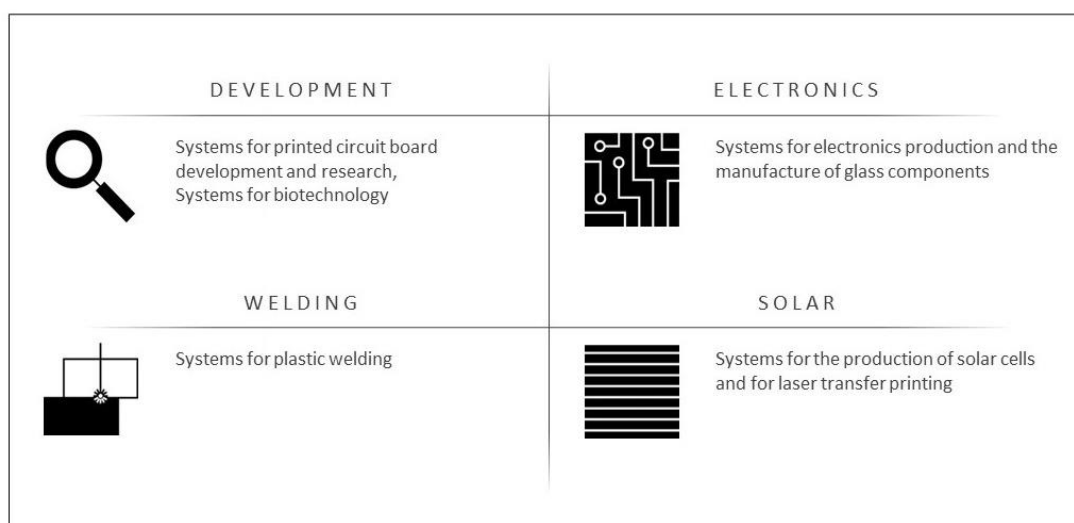 DEVELOPMENT
Systems for printed circuit board
development and research,
Systems for biotechnology
ELECTRONICS
Systems for electronics production and the
manufacture of glass components
WELDING
Systems for plastic welding
SOLAR
Systems for the production of solar cells
and for laser transfer printing